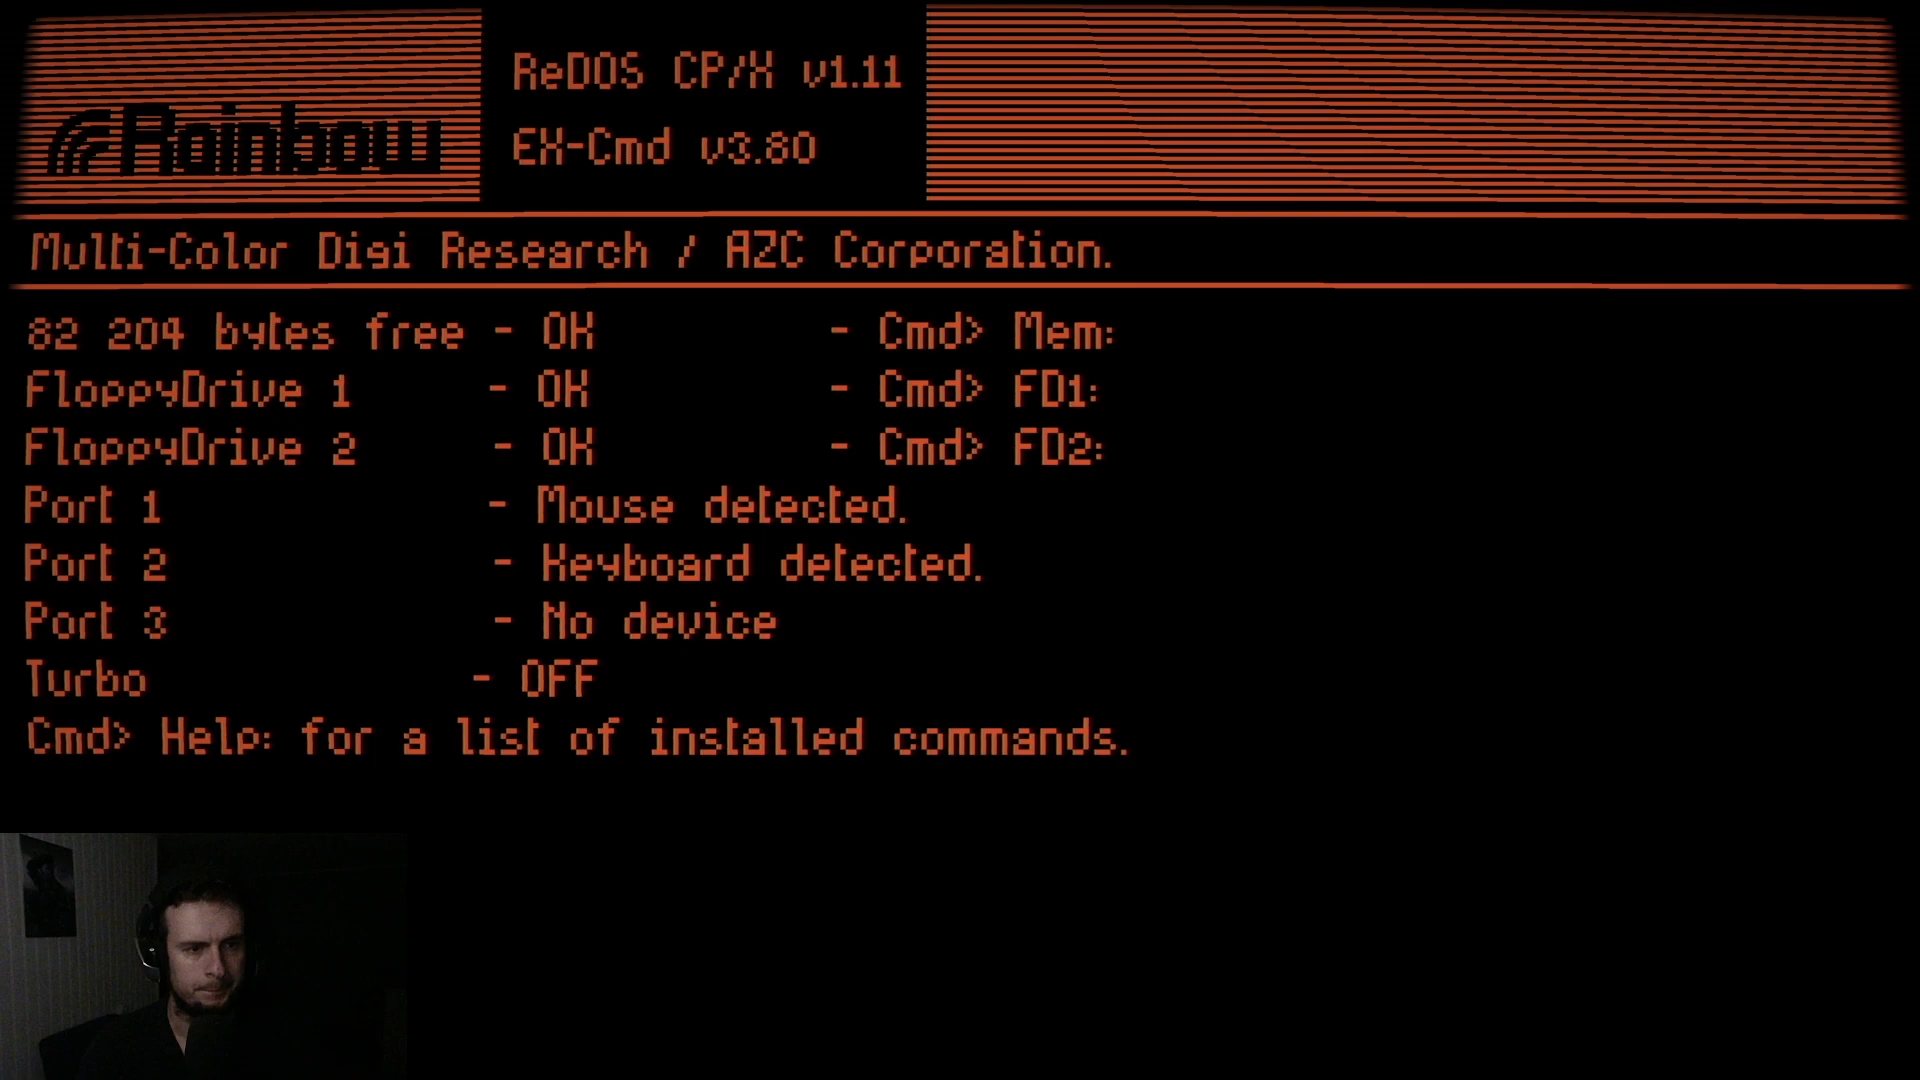 Rainbow
ReDOS CP/X v1.11
EX-Cmd v3.80
Multi-Color Digi Research / A2C Corporation.
82 204 bytes free - OK - Cmd> Mem:
FloppyDrive 1 - OK - Cmd> FD1:
FloppyDrive 2 - OK - Cmd> FD2:
Port 1 - Mouse detected.
Port 2 - Keyboard detected.
Port 3 - No device
Turbo - OFF
Cmd> Help: for a list of installed commands.